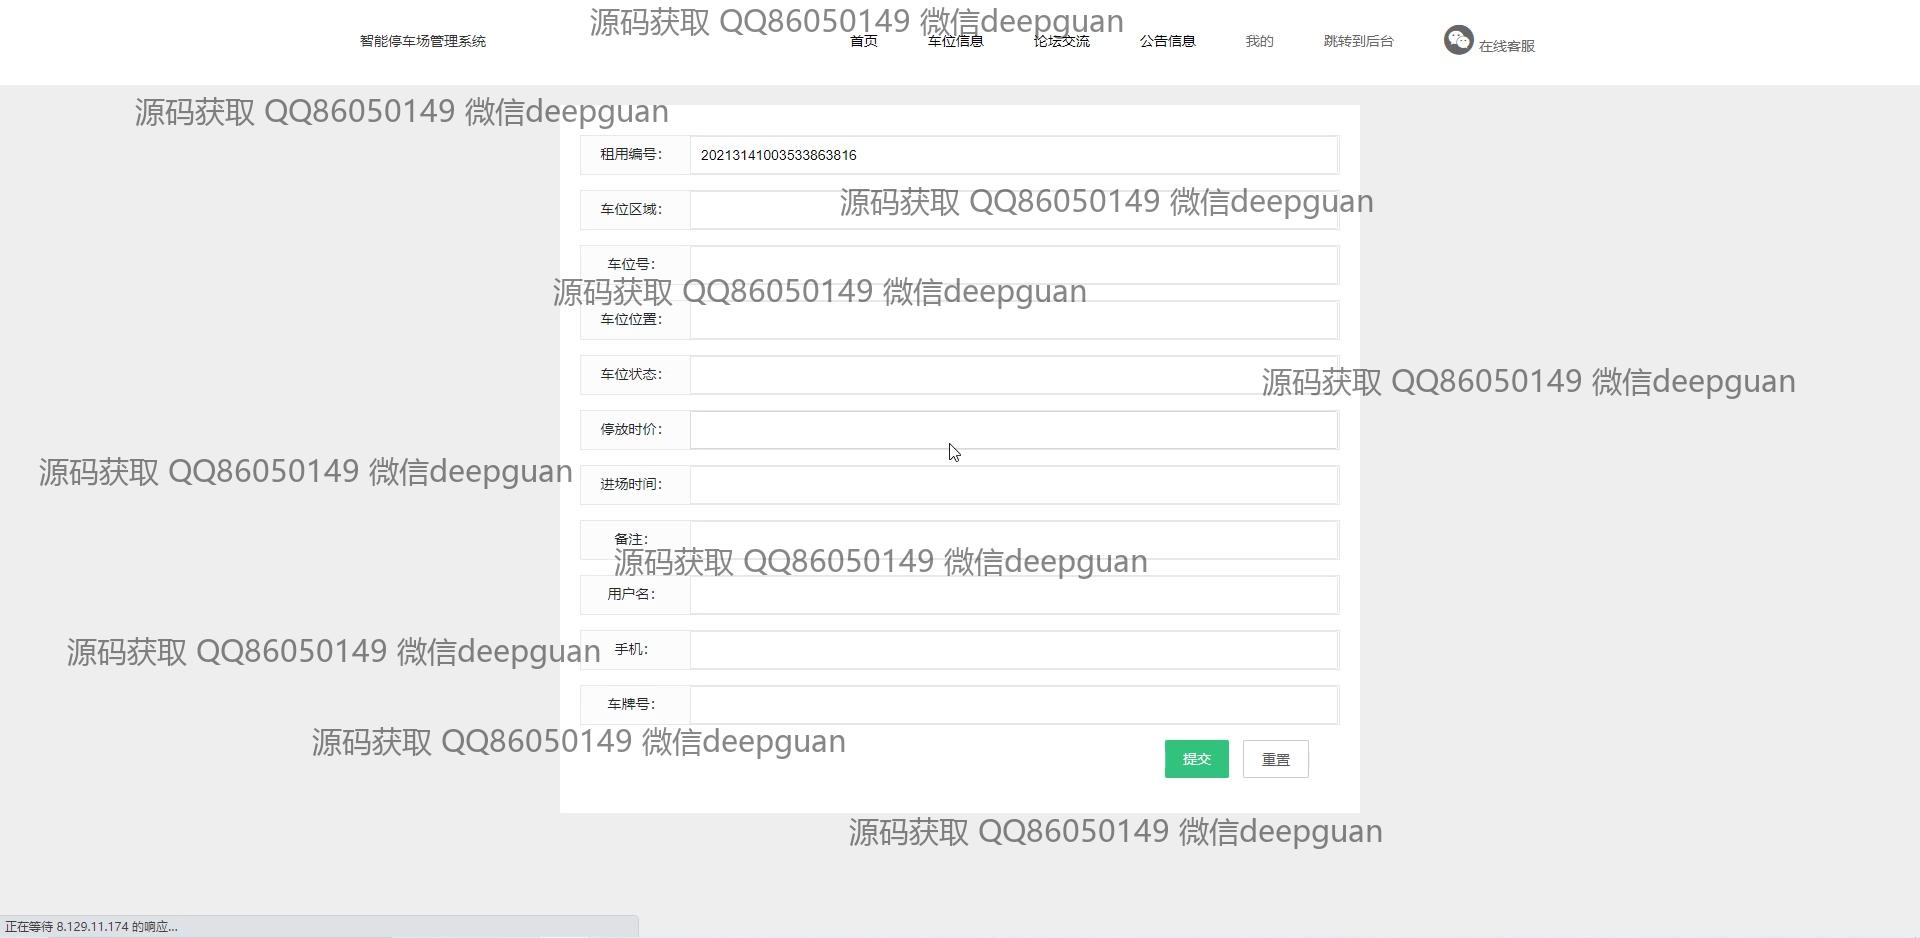 源码获取 QQ86050149 微信deepguan
智能停车场管理系统 首页 车位信息 论坛交流 公告信息 我的 跳转到后台 在线客服
源码获取 QQ86050149 微信deepguan
租用编号： 20213141003533863816
源码获取 QQ86050149 微信deepguan
车位区域：
车位号：
源码获取 QQ86050149 微信deepguan
车位位置：
车位状态：
源码获取 QQ86050149 微信deepguan
停放时价：
源码获取 QQ86050149 微信deepguan
进场时间：
备注：
源码获取 QQ86050149 微信deepguan
用户名：
源码获取 QQ86050149 微信deepguan
手机：
车牌号：
源码获取 QQ86050149 微信deepguan
提交 重置
源码获取 QQ86050149 微信deepguan
正在等待 8.129.11.174 的响应...